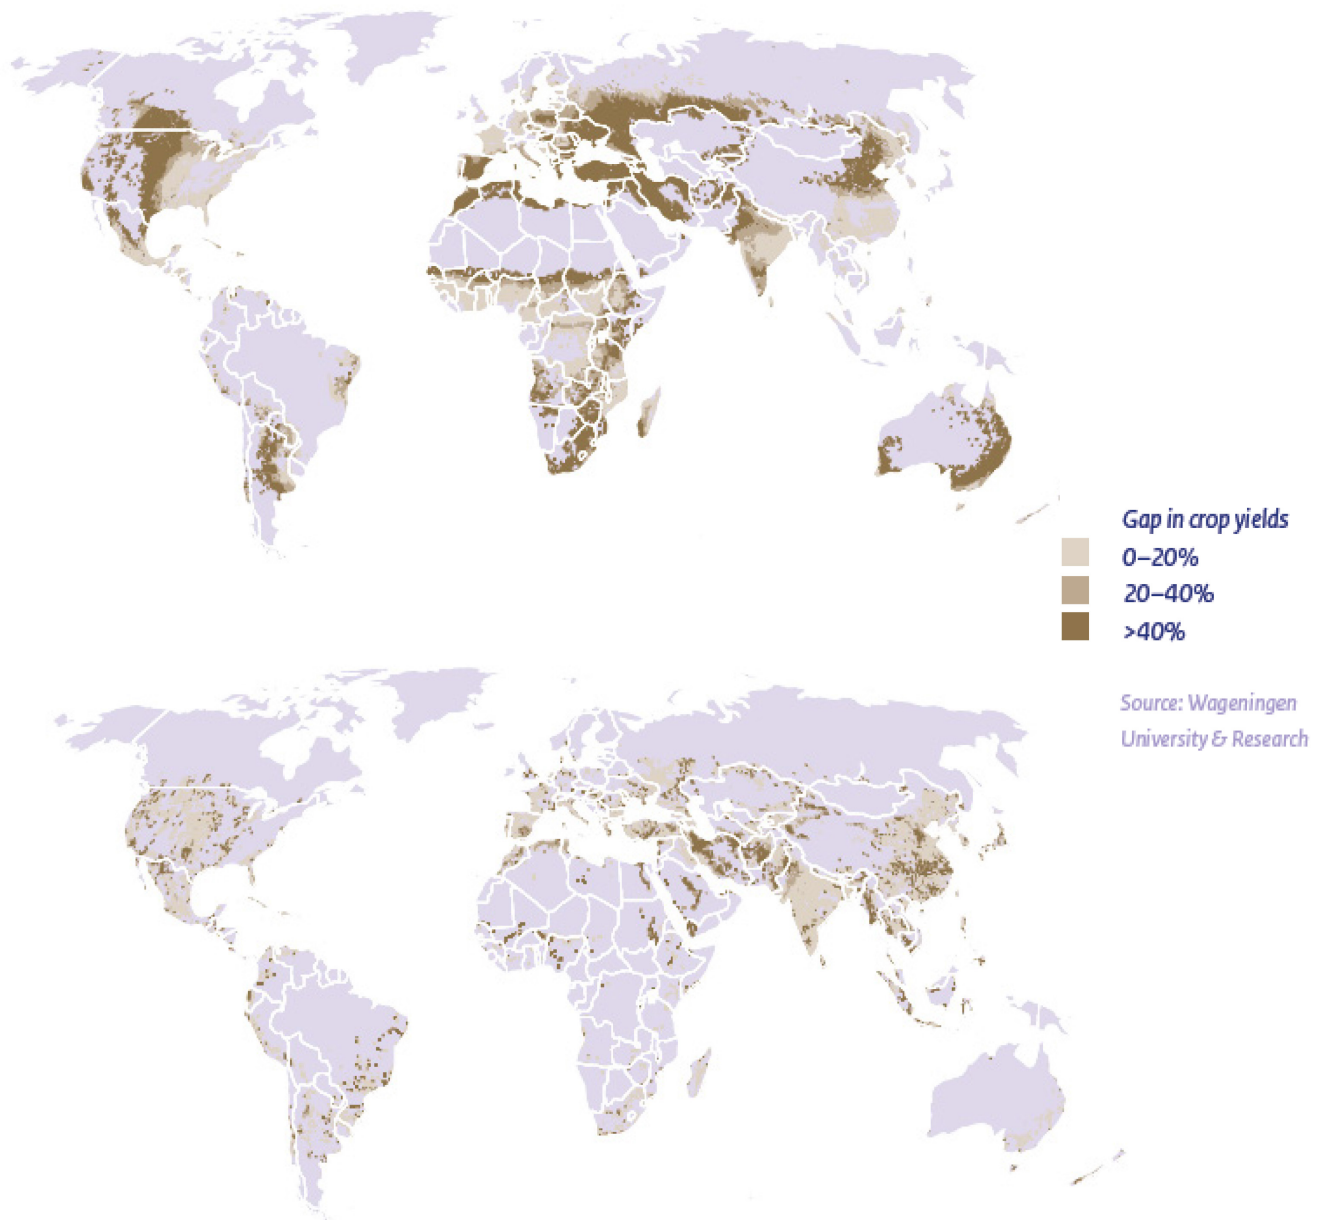 Gap in crop yields
0–20%
20–40%
>40%
Source: Wageningen
University & Research